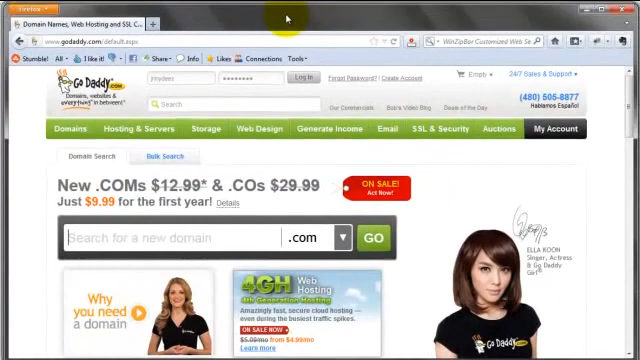 Firefox
Domain Names, Web Hosting and SSL C...
www.godaddy.com/default.aspx
WinZipBar Customized Web Se
Stumble! All I like it! Share Info Likes Connections Tools
Go Daddy .COM
Domains, websites & everything in between!
Log In
Forgot Password? | Create Account
Empty
24/7 Sales & Support
(480) 505-8877
Hablamos Español
Search
Our Commercials Bob's Video Blog Deale of the Day
Domains Hosting & Servers Storage Web Design Generate Income Email SSL & Security Auctions My Account
Domain Search Bulk Search
New .COMs $12.99* & .COs $29.99
Just $9.99 for the first year! Details
ON SALE!
Act Now!
Search for a new domain .com GO
ELLA KOON
Singer, Actress
& Go Daddy
Girl®
Why
you need
a domain
4GH Web Hosting
4th Generation Hosting
Amazingly fast, secure cloud hosting —
even during the busiest traffic spikes.
ON SALE NOW
$5.99/mo from $4.99/mo
Learn more
Go Daddy
Go Daddy